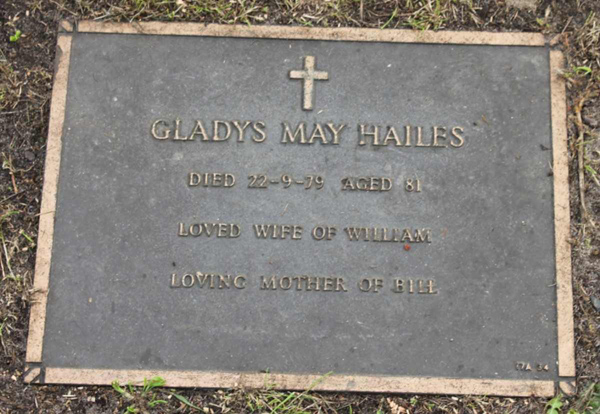 GLADYS MAY HAILES
DIED 22-9-79 AGED 81
LOVED WIFE OF WILLIAM
LOVING MOTHER OF BILL